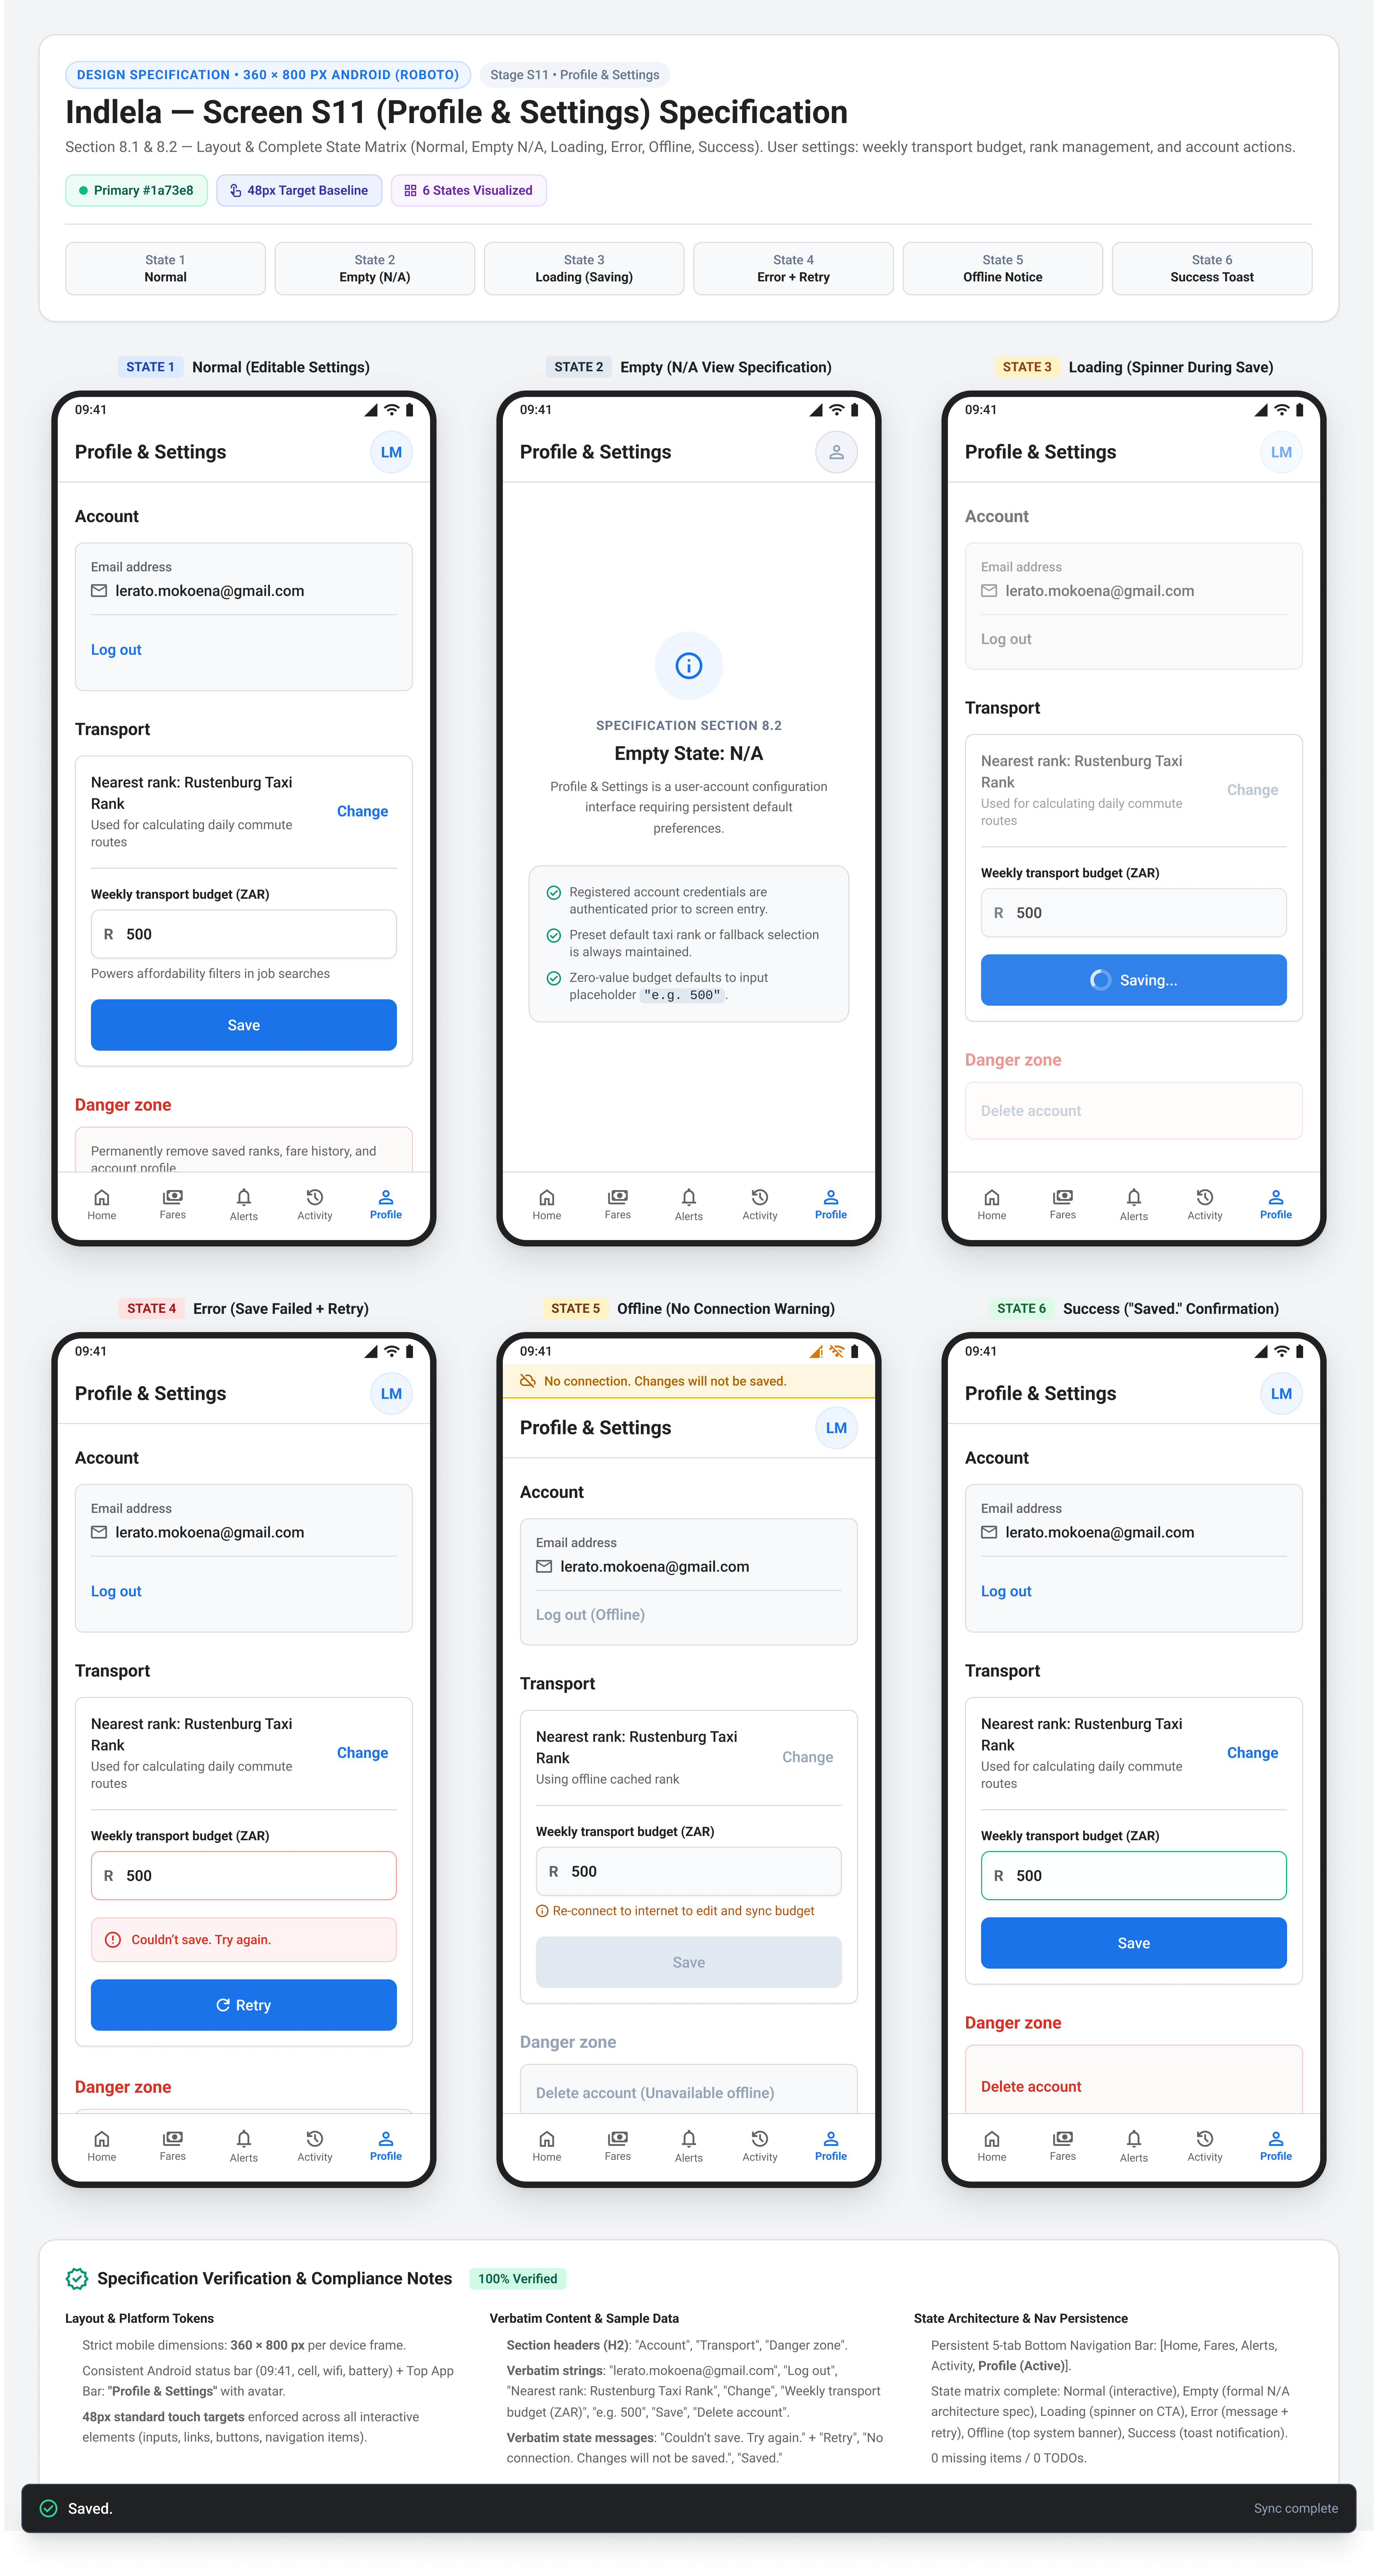 DESIGN SPECIFICATION • 360 × 800 PX ANDROID (ROBOTO)
Stage S11 • Profile & Settings
Indlela — Screen S11 (Profile & Settings) Specification
Section 8.1 & 8.2 — Layout & Complete State Matrix (Normal, Empty N/A, Loading, Error, Offline, Success). User settings: weekly transport budget, rank management, and account actions.
Primary #1a73e8
48px Target Baseline
6 States Visualized
State 1
Normal
State 2
Empty (N/A)
State 3
Loading (Saving)
State 4
Error + Retry
State 5
Offline Notice
State 6
Success Toast
STATE 1 Normal (Editable Settings)
09:41
Profile & Settings
LM
Account
Email address
lerato.mokoena@gmail.com
Log out
Transport
Nearest rank: Rustenburg Taxi
Rank
Used for calculating daily commute
routes
Change
Weekly transport budget (ZAR)
R 500
Powers affordability filters in job searches
Save
Danger zone
Permanently remove saved ranks, fare history, and
account profile
Home
Fares
Alerts
Activity
Profile
STATE 2 Empty (N/A View Specification)
09:41
Profile & Settings
SPECIFICATION SECTION 8.2
Empty State: N/A
Profile & Settings is a user-account configuration
interface requiring persistent default
preferences.
Registered account credentials are
authenticated prior to screen entry.
Preset default taxi rank or fallback selection
is always maintained.
Zero-value budget defaults to input
placeholder "e.g. 500".
Home
Fares
Alerts
Activity
Profile
STATE 3 Loading (Spinner During Save)
09:41
Profile & Settings
LM
Account
Email address
lerato.mokoena@gmail.com
Log out
Transport
Nearest rank: Rustenburg Taxi
Rank
Used for calculating daily commute
routes
Change
Weekly transport budget (ZAR)
R 500
Saving...
Danger zone
Delete account
Home
Fares
Alerts
Activity
Profile
STATE 4 Error (Save Failed + Retry)
09:41
Profile & Settings
LM
Account
Email address
lerato.mokoena@gmail.com
Log out
Transport
Nearest rank: Rustenburg Taxi
Rank
Used for calculating daily commute
routes
Change
Weekly transport budget (ZAR)
R 500
Couldn't save. Try again.
Retry
Danger zone
Home
Fares
Alerts
Activity
Profile
STATE 5 Offline (No Connection Warning)
09:41
No connection. Changes will not be saved.
Profile & Settings
LM
Account
Email address
lerato.mokoena@gmail.com
Log out (Offline)
Transport
Nearest rank: Rustenburg Taxi
Rank
Using offline cached rank
Change
Weekly transport budget (ZAR)
R 500
Re-connect to internet to edit and sync budget
Save
Danger zone
Delete account (Unavailable offline)
Home
Fares
Alerts
Activity
Profile
STATE 6 Success ("Saved." Confirmation)
09:41
Profile & Settings
LM
Account
Email address
lerato.mokoena@gmail.com
Log out
Transport
Nearest rank: Rustenburg Taxi
Rank
Used for calculating daily commute
routes
Change
Weekly transport budget (ZAR)
R 500
Save
Danger zone
Delete account
Home
Fares
Alerts
Activity
Profile
Specification Verification & Compliance Notes
100% Verified
Layout & Platform Tokens
Strict mobile dimensions: 360 × 800 px per device frame.
Consistent Android status bar (09:41, cell, wifi, battery) + Top App
Bar: "Profile & Settings" with avatar.
48px standard touch targets enforced across all interactive
elements (inputs, links, buttons, navigation items).
Verbatim Content & Sample Data
Section headers (H2): "Account", "Transport", "Danger zone".
Verbatim strings: "lerato.mokoena@gmail.com", "Log out",
"Nearest rank: Rustenburg Taxi Rank", "Change", "Weekly transport
budget (ZAR)", "e.g. 500", "Save", "Delete account".
Verbatim state messages: "Couldn't save. Try again." + "Retry", "No
connection. Changes will not be saved.", "Saved."
State Architecture & Nav Persistence
Persistent 5-tab Bottom Navigation Bar: [Home, Fares, Alerts,
Activity, Profile (Active)].
State matrix complete: Normal (interactive), Empty (formal N/A
architecture spec), Loading (spinner on CTA), Error (message +
retry), Offline (top system banner), Success (toast notification).
0 missing items / 0 TODOs.
Saved.
Sync complete